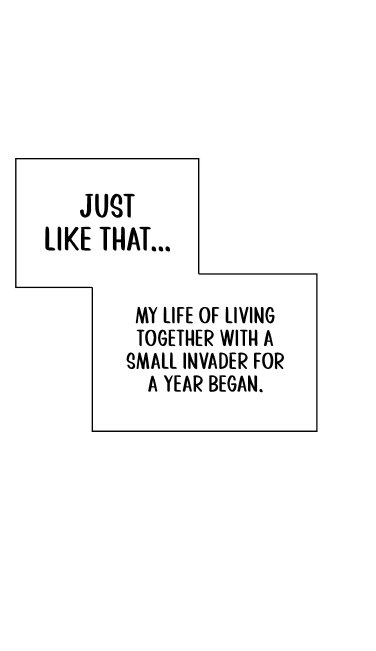 JUST
LIKE THAT...
MY LIFE OF LIVING
TOGETHER WITH A
SMALL INVADER FOR
A YEAR BEGAN.